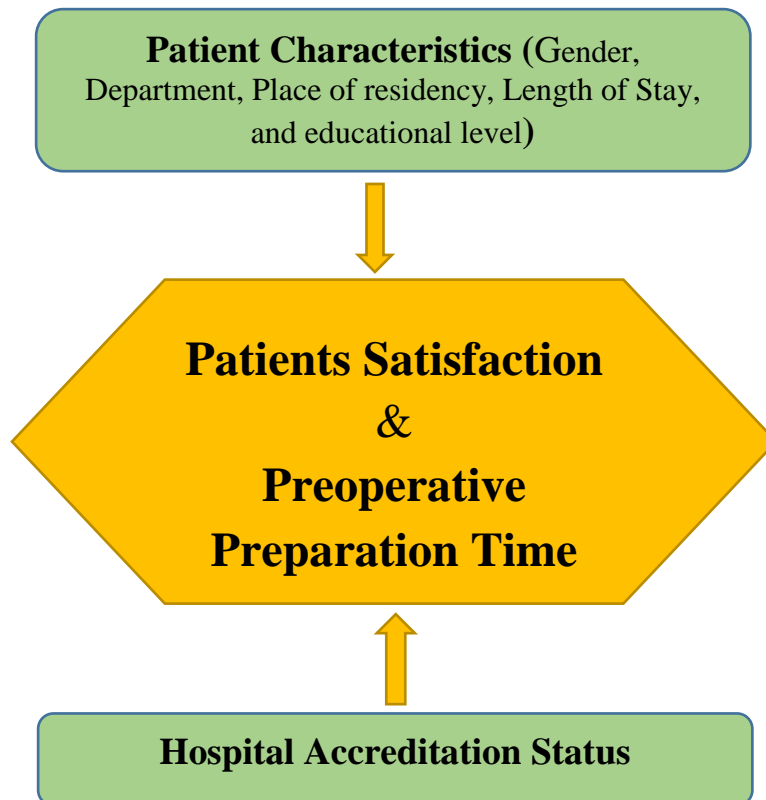 Patient Characteristics (Gender,
Department, Place of residency, Length of Stay,
and educational level)
Patients Satisfaction
&
Preoperative
Preparation Time
Hospital Accreditation Status